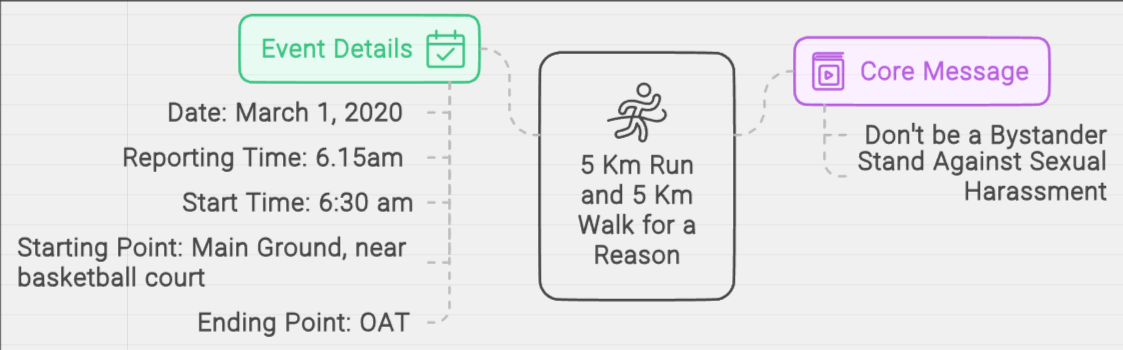 Event Details
Date: March 1, 2020
Reporting Time: 6.15am
Start Time: 6:30 am
Starting Point: Main Ground, near
basketball court
Ending Point: OAT
5 Km Run
and 5 Km
Walk for a
Reason
Core Message
Don't be a Bystander
Stand Against Sexual
Harassment